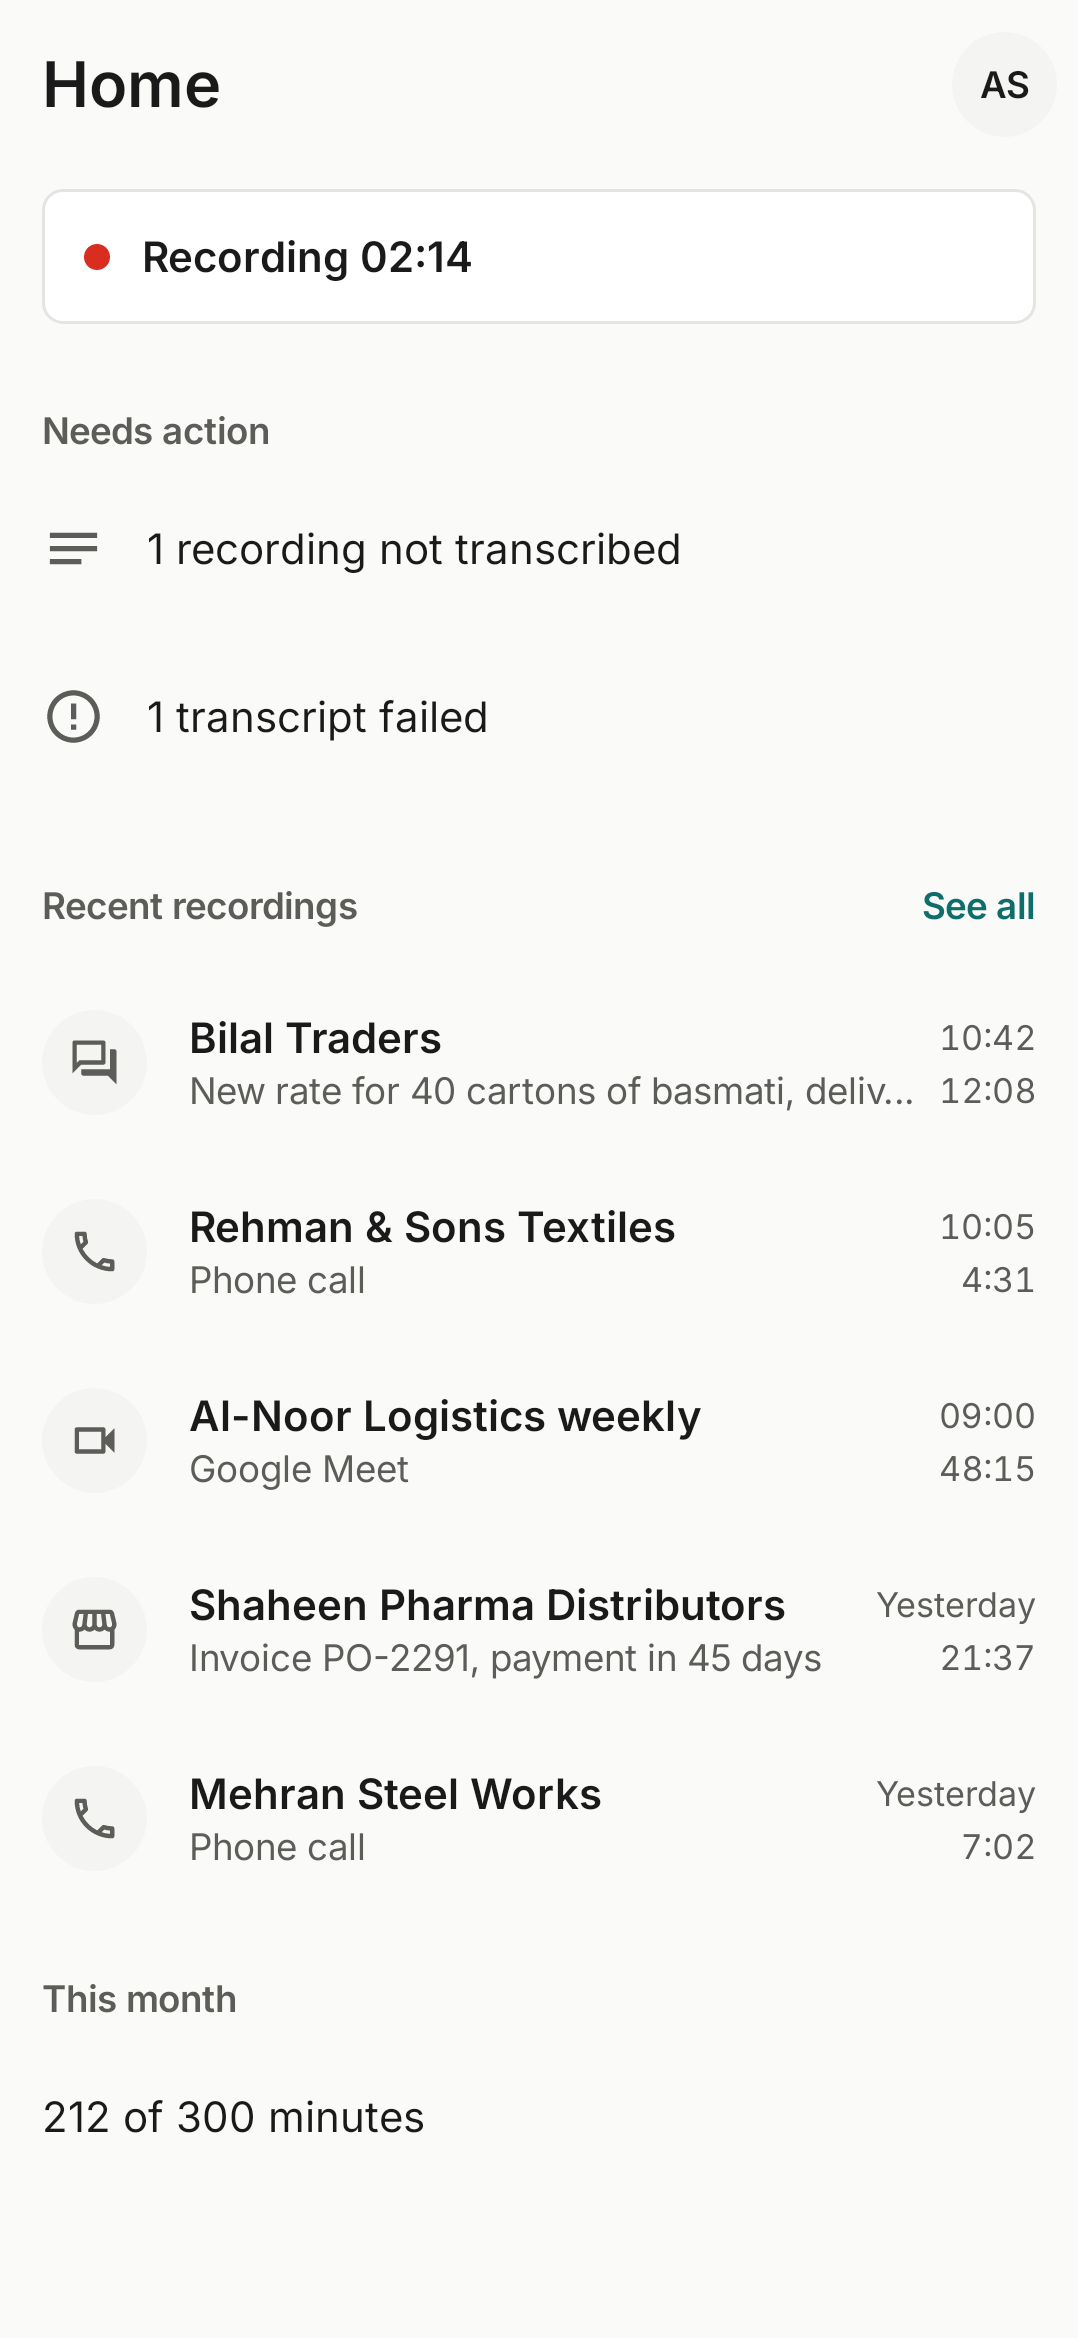 Home
AS
Recording 02:14
Needs action
1 recording not transcribed
1 transcript failed
Recent recordings See all
Bilal Traders 10:42
New rate for 40 cartons of basmati, deliv... 12:08
Rehman & Sons Textiles 10:05
Phone call 4:31
Al-Noor Logistics weekly 09:00
Google Meet 48:15
Shaheen Pharma Distributors Yesterday
Invoice PO-2291, payment in 45 days 21:37
Mehran Steel Works Yesterday
Phone call 7:02
This month
212 of 300 minutes